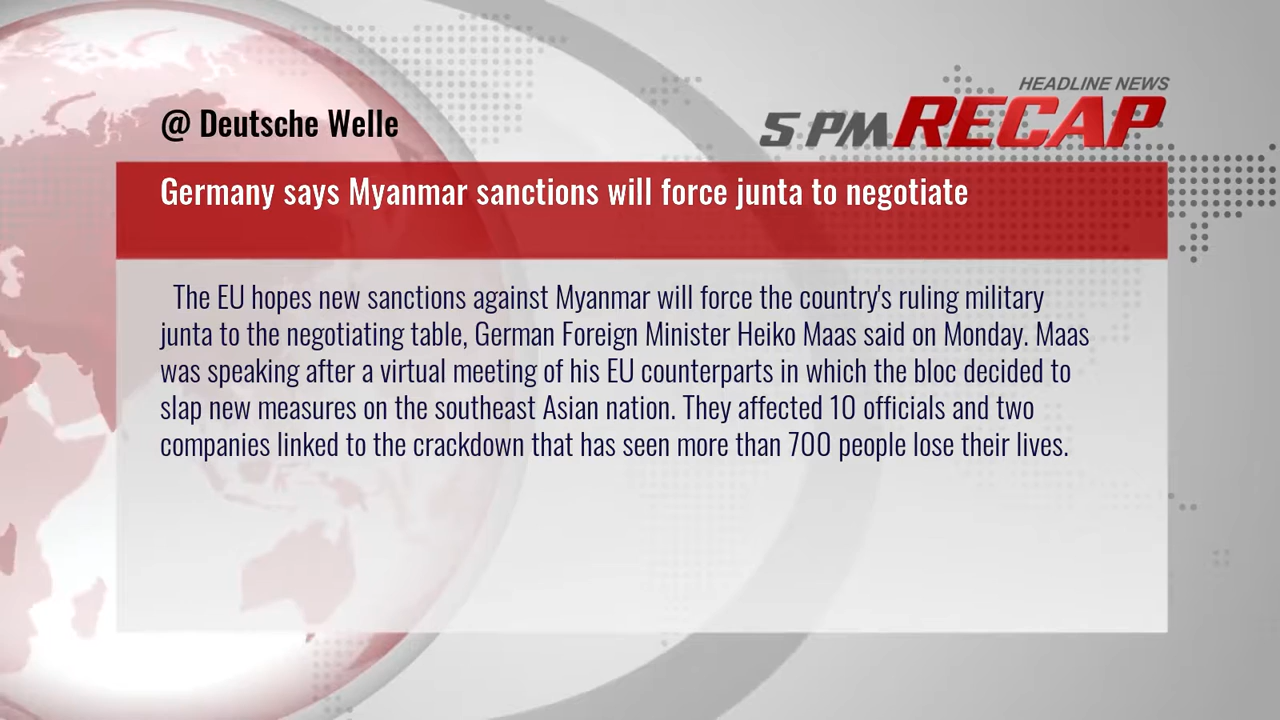 HEADLINE NEWS
@ Deutsche Welle
5 PM RECAP
Germany says Myanmar sanctions will force junta to negotiate
The EU hopes new sanctions against Myanmar will force the country's ruling military
junta to the negotiating table, German Foreign Minister Heiko Maas said on Monday. Maas
was speaking after a virtual meeting of his EU counterparts in which the bloc decided to
slap new measures on the southeast Asian nation. They affected 10 officials and two
companies linked to the crackdown that has seen more than 700 people lose their lives.